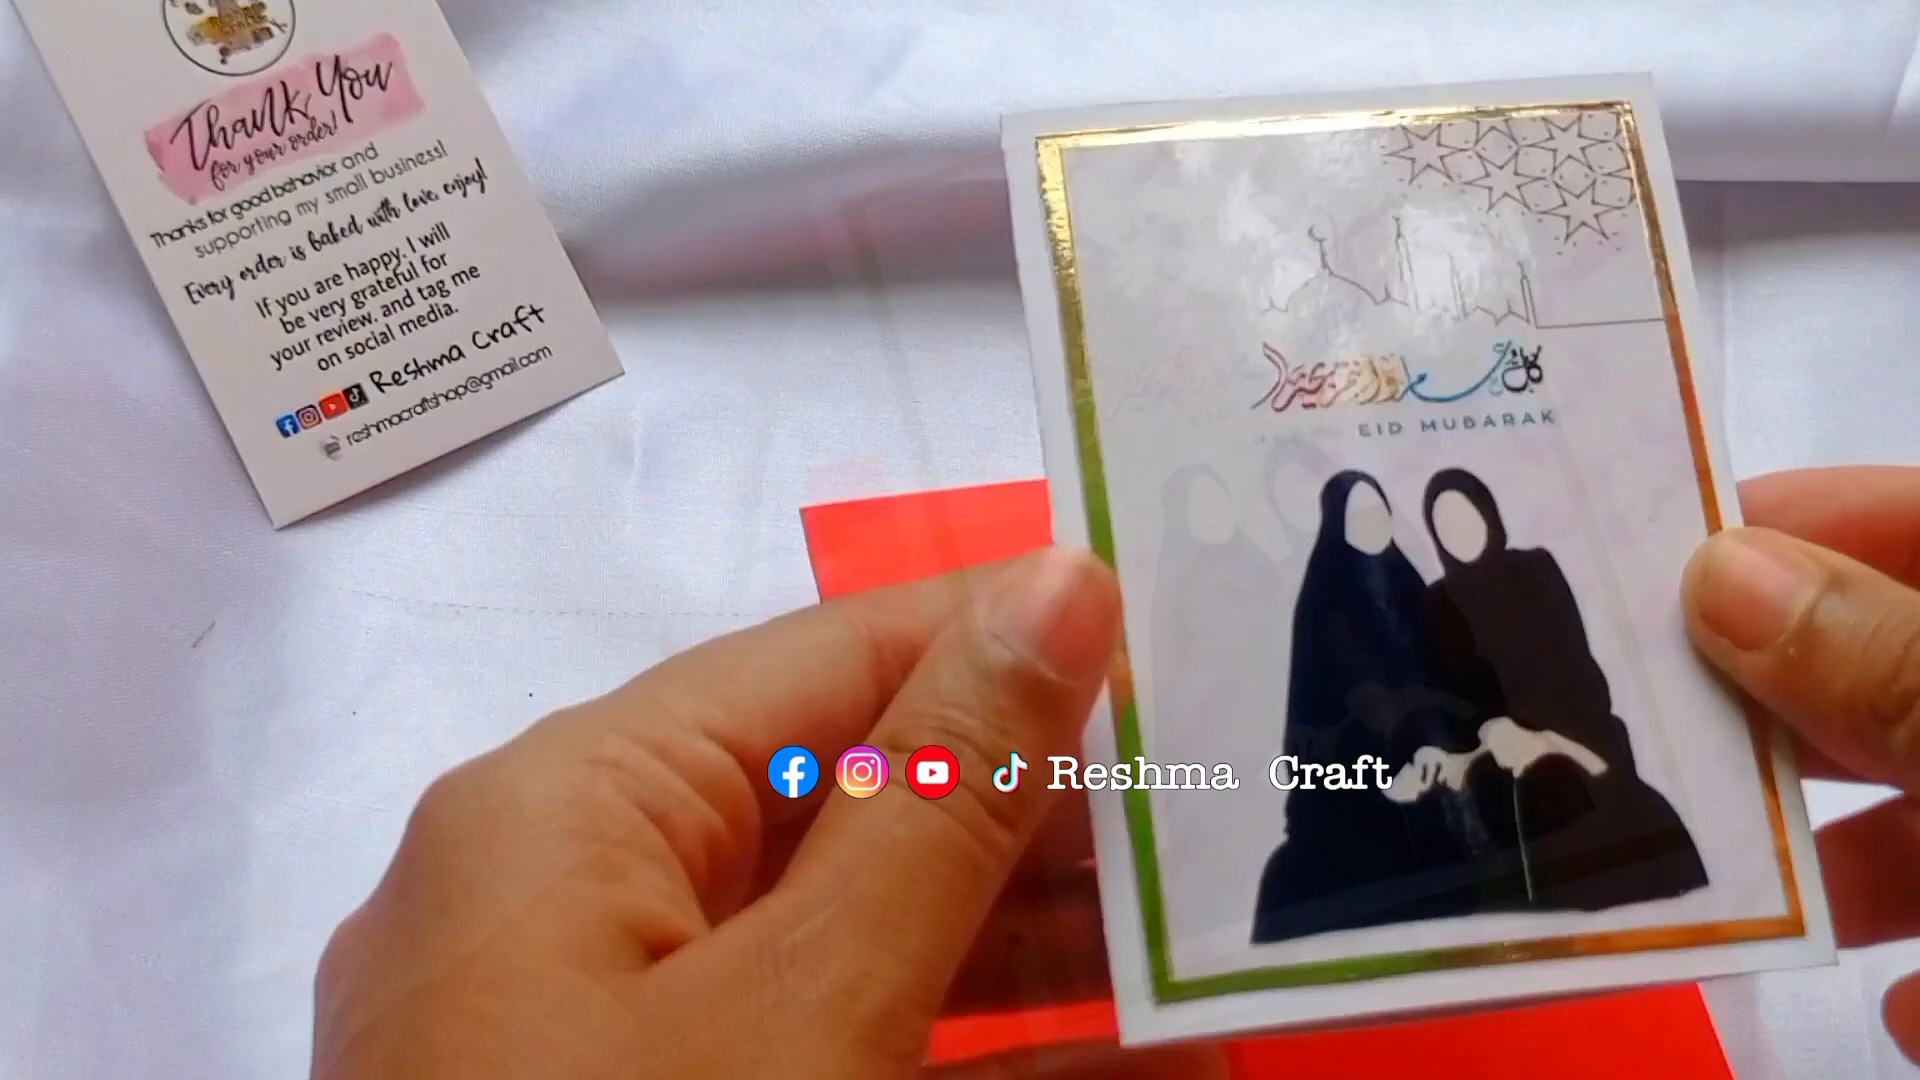 Thank You
for your order!
Thanks for good behavior and
supporting my small business!
Every order is baked with love, enjoy!
If you are happy, I will
be very grateful for
your review, and tag me
on social media.
Reshma Craft
reshmacraftshop@gmail.com
EID MUBARAK
Reshma Craft